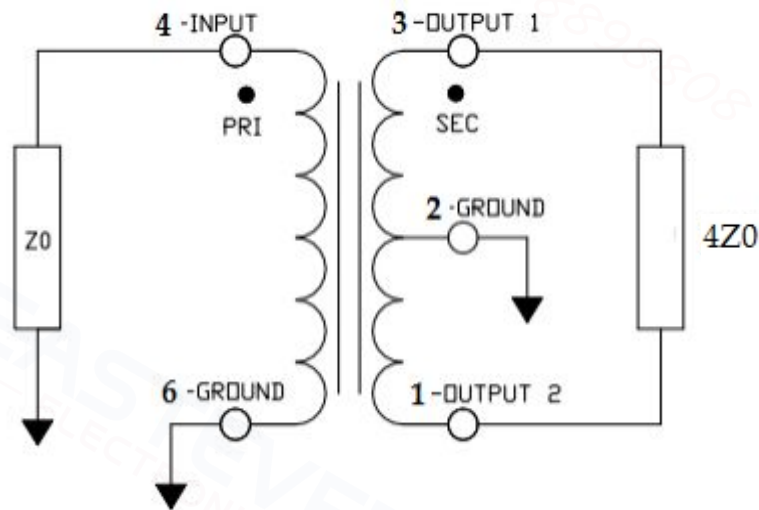 4 -INPUT
3 -OUTPUT 1
PRI
SEC
2 -GROUND
Z0
4Z0
6 -GROUND
1 -OUTPUT 2